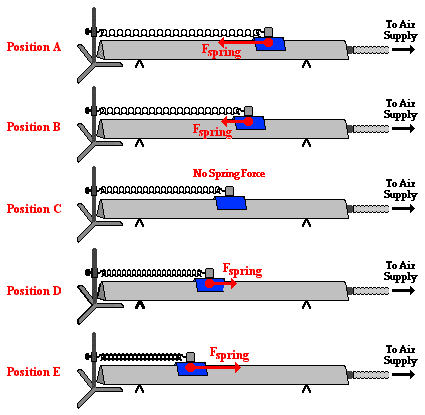 To Air
Supply
Position A
Fspring
To Air
Supply
Position B
Fspring
No Spring Force
To Air
Supply
Position C
To Air
Supply
Position D
Fspring
To Air
Supply
Position E
Fspring